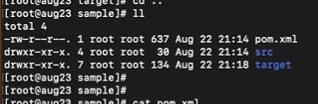 [root@aug23 target]# cd ..
[root@aug23 sample]# ll
total 4
-rw-r--r--. 1 root root 637 Aug 22 21:14 pom.xml
drwxr-xr-x. 4 root root  30 Aug 22 21:14 src
drwxr-xr-x. 7 root root 134 Aug 22 21:18 target
[root@aug23 sample]#
[root@aug23 sample]#
[root@aug23 sample]# cat pom.xml